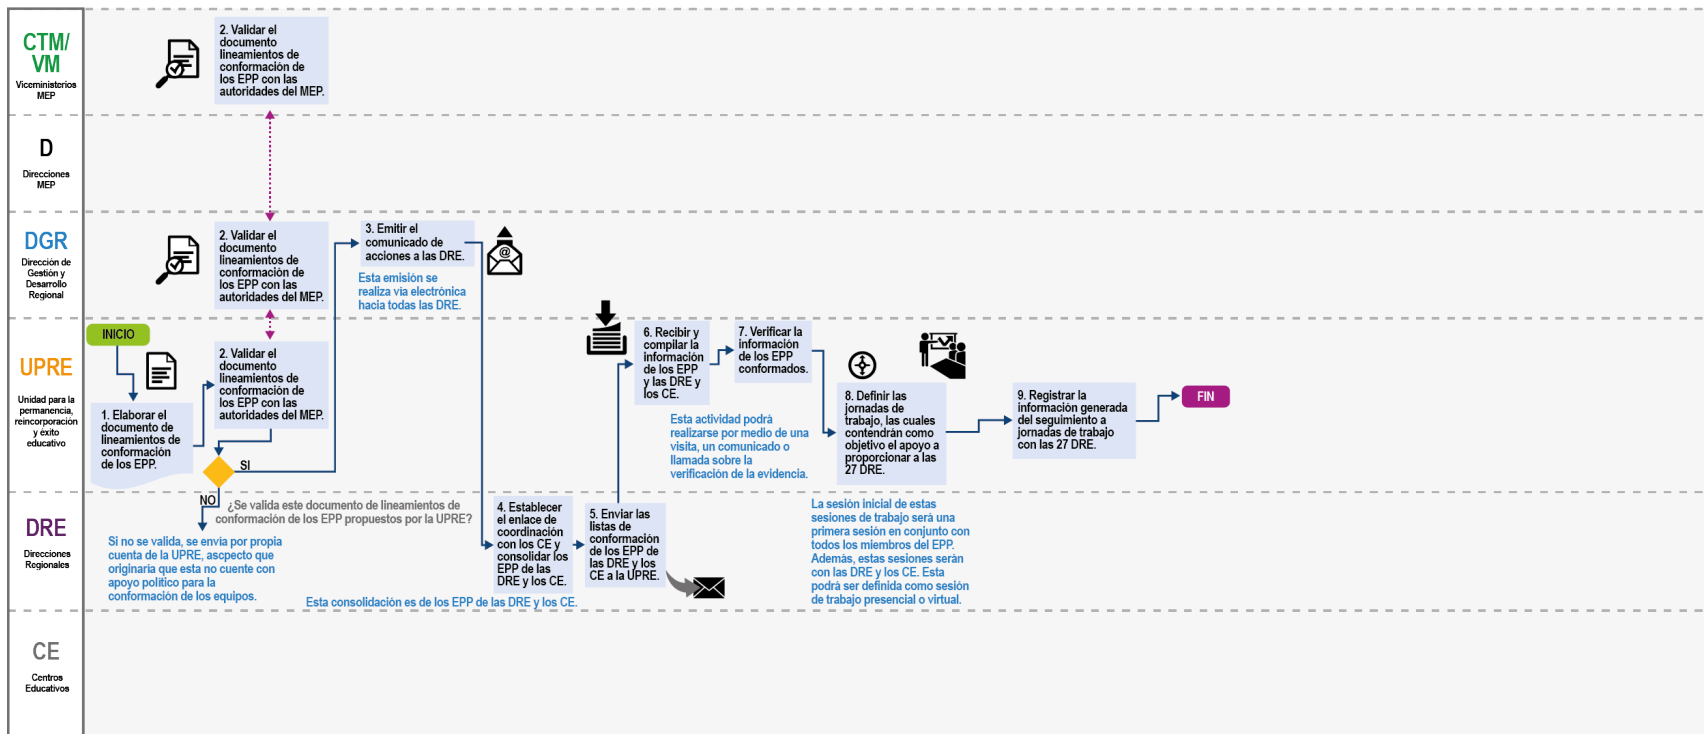 CTM/
VM
Viceministerios
MEP
2. Validar el
documento
lineamientos de
conformación de
los EPP con las
autoridades del MEP.
D
Direcciones
MEP
DGR
Dirección de
Gestión y
Desarrollo
Regional
2. Validar el
documento
lineamientos de
conformación de
los EPP con las
autoridades del MEP.
3. Emitir el
comunicado de
acciones a las DRE.
@
Esta emisión se
realiza vía electrónica
hacia todas las DRE.
UPRE
Unidad para la
permanencia,
reincorporación
y éxito
educativo
INICIO
1. Elaborar el
documento de
lineamientos de
conformación
de los EPP.
2. Validar el
documento
lineamientos de
conformación de
los EPP con las
autoridades del MEP.
SI
NO
¿Se valida este documento de lineamientos de
conformación de los EPP propuestos por la UPRE?
6. Recibir y
compilar la
información
de los EPP
y las DRE y
los CE.
7. Verificar la
información
de los EPP
conformados.
Esta actividad podrá
realizarse por medio de una
visita, un comunicado o
llamada sobre la
verificación de la evidencia.
8. Definir las
jornadas de
trabajo, las cuales
contendrán como
objetivo el apoyo a
proporcionar a las
27 DRE.
9. Registrar la
información generada
del seguimiento a
jornadas de trabajo
con las 27 DRE.
FIN
DRE
Direcciones
Regionales
Si no se valida, se envía por propia
cuenta de la UPRE, ascpecto que
originaría que esta no cuente con
apoyo político para la
conformación de los equipos.
4. Establecer
el enlace de
coordinación
con los CE y
consolidar los
EPP de las
DRE y los CE.
Esta consolidación es de los EPP de las DRE y los CE.
5. Enviar las
listas de
conformación
de los EPP de
las DRE y los
CE a la UPRE.
La sesión inicial de estas
sesiones de trabajo será una
primera sesión en conjunto con
todos los miembros del EPP.
Además, estas sesiones serán
con las DRE y los CE. Esta
podrá ser definida como sesión
de trabajo presencial o virtual.
CE
Centros
Educativos